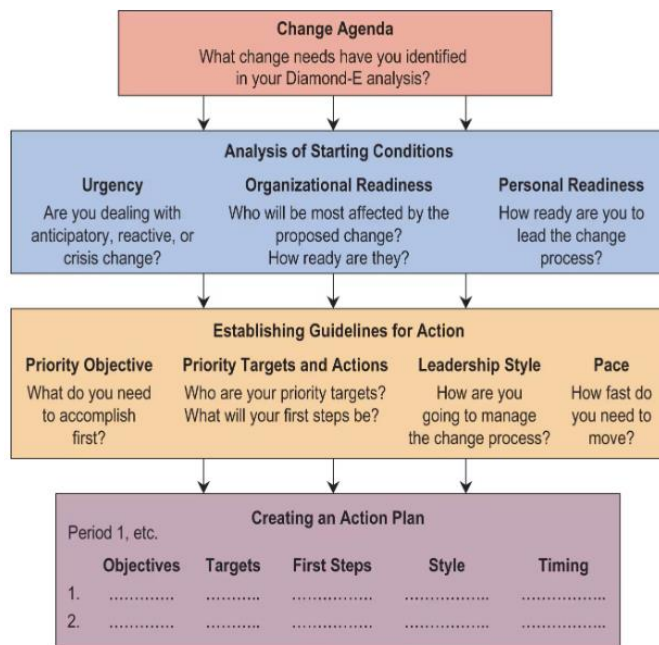 Change Agenda
What change needs have you identified
in your Diamond-E analysis?
Analysis of Starting Conditions
Urgency
Are you dealing with
anticipatory, reactive, or
crisis change?
Organizational Readiness
Who will be most affected by the
proposed change?
How ready are they?
Personal Readiness
How ready are you to
lead the change
process?
Establishing Guidelines for Action
Priority Objective
What do you need
to accomplish
first?
Priority Targets and Actions
Who are your priority targets?
What will your first steps be?
Leadership Style
How are you
going to manage
the change process?
Pace
How fast do
you need to
move?
Creating an Action Plan
Period 1, etc.
Objectives Targets First Steps Style Timing
1. ............ .......... ............... ................ ................
2. ............ .......... ............... ................ ................